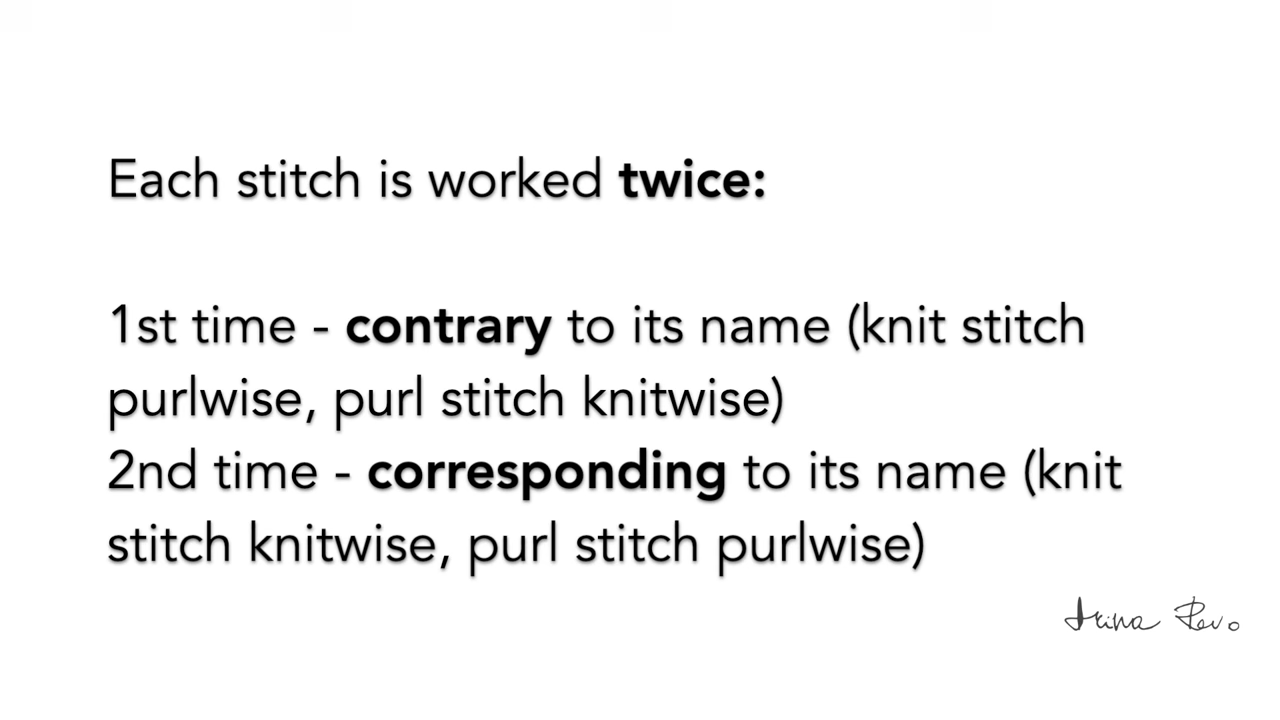 Each stitch is worked twice:
1st time - contrary to its name (knit stitch
purlwise, purl stitch knitwise)
2nd time - corresponding to its name (knit
stitch knitwise, purl stitch purlwise)
Irina